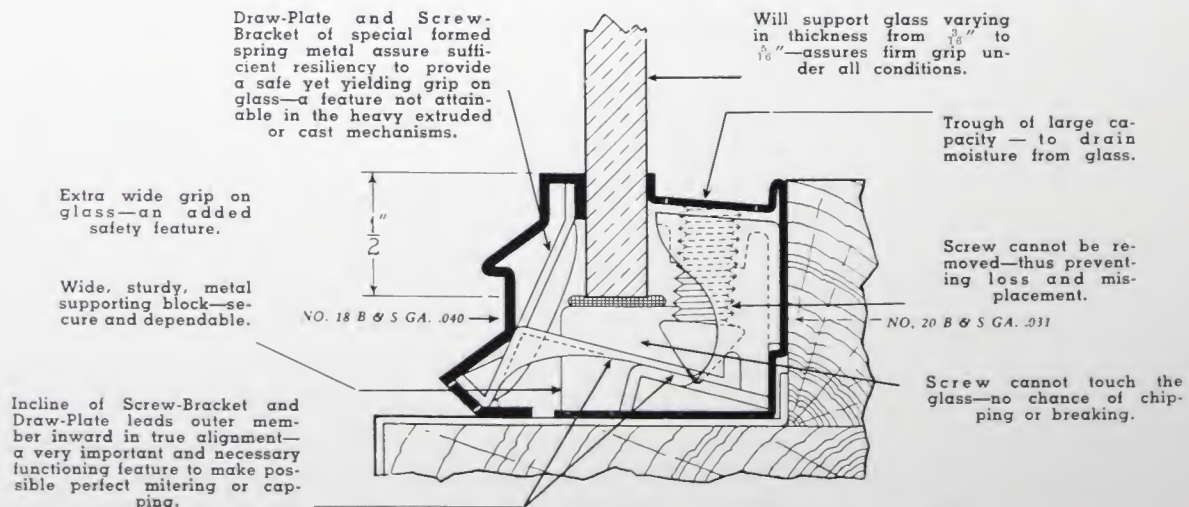 Draw-Plate and Screw-
Bracket of special formed
spring metal assure suffi-
cient resiliency to provide
a safe yet yielding grip on
glass—a feature not attain-
able in the heavy extruded
or cast mechanisms.
Will support glass varying
in thickness from 3/16" to
5/16"—assures firm grip un-
der all conditions.
Trough of large ca-
pacity — to drain
moisture from glass.
Extra wide grip on
glass—an added
safety feature.
1/2"
Wide, sturdy, metal
supporting block—se-
cure and dependable.
NO. 18 B & S GA. .040
Screw cannot be re-
moved—thus prevent-
ing loss and mis-
placement.
NO. 20 B & S GA. .031
Screw cannot touch the
glass—no chance of chip-
ping or breaking.
Incline of Screw-Bracket and
Draw-Plate leads outer mem-
ber inward in true alignment—
a very important and necessary
functioning feature to make pos-
sible perfect mitering or cap-
ping.